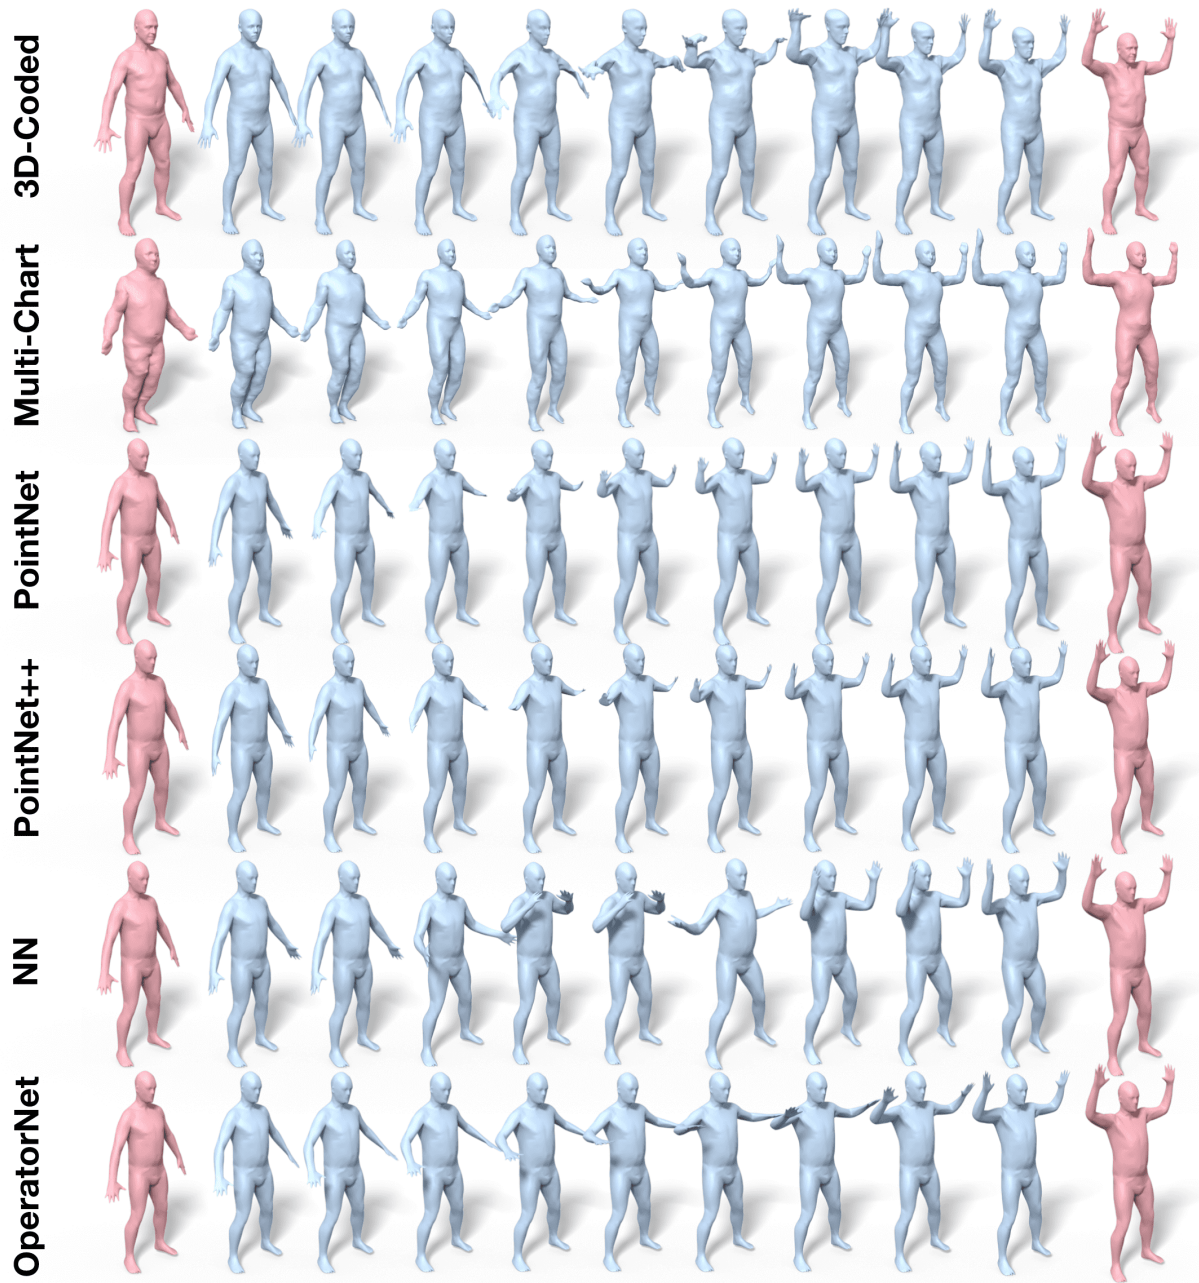 3D-Coded
Multi-Chart
PointNet
PointNet++
NN
OperatorNet